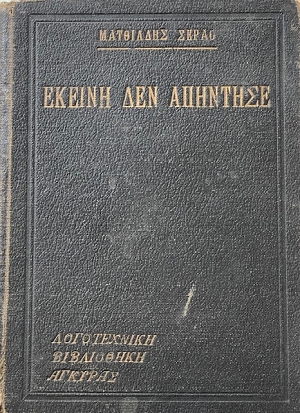 ΜΑΤΘΙΛΔΗΣ ΣΕΡΑΟ
ΕΚΕΙΝΗ ΔΕΝ ΑΠΗΝΤΗΣΕ
ΛΟΓΟΤΕΧΝΙΚΗ
ΒΙΒΛΙΟΘΗΚΗ
ΑΓΚΥΡΑΣ